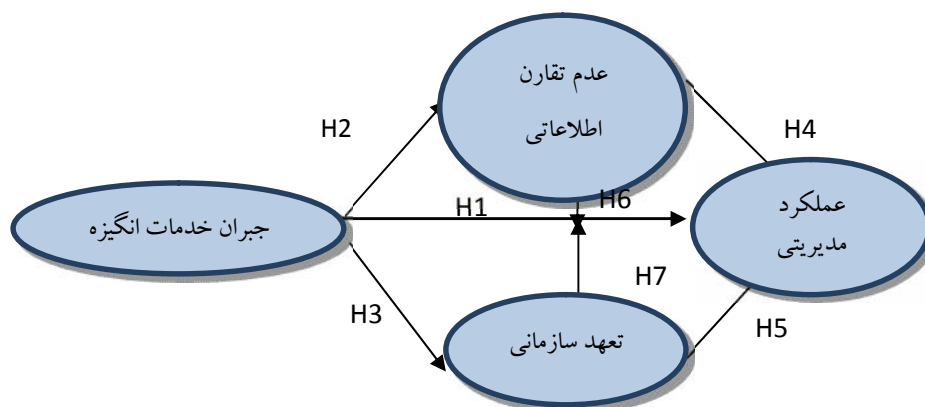 عدم تقارن
اطلاعاتی
H2
H4
جبران خدمات انگیزه
H1
H6
عملکرد
مدیریتی
H3
H7
تعهد سازمانی
H5